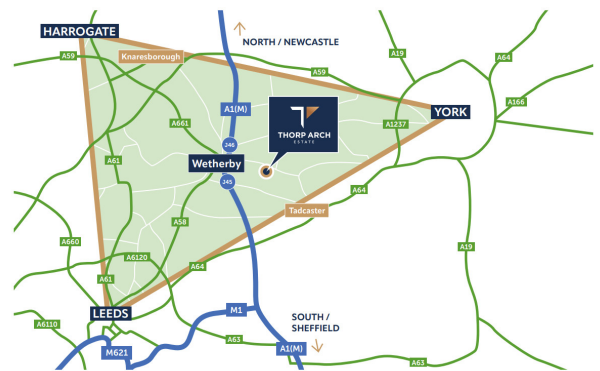 HARROGATE
NORTH / NEWCASTLE
A59
Knaresborough
A19
A64
A59
A1(M)
A166
YORK
THORP ARCH
ESTATE
A661
A1237
J46
A61
Wetherby
J45
A64
Tadcaster
A58
A660
A19
A6120
A64
A61
LEEDS
M1
SOUTH /
SHEFFIELD
A6110
A63
M621
A1(M)
A63